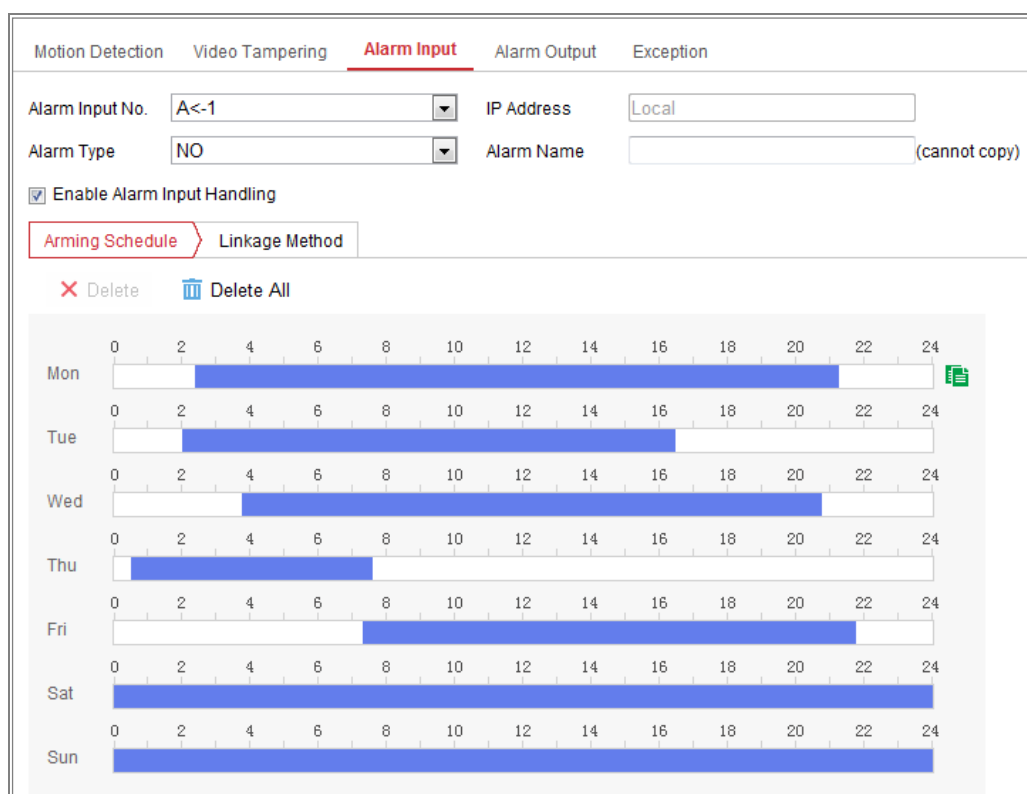 Motion Detection Video Tampering Alarm Input Alarm Output Exception
Alarm Input No. A<-1 IP Address Local
Alarm Type NO Alarm Name (cannot copy)
Enable Alarm Input Handling
Arming Schedule Linkage Method
Delete Delete All
0 2 4 6 8 10 12 14 16 18 20 22 24
Mon
0 2 4 6 8 10 12 14 16 18 20 22 24
Tue
0 2 4 6 8 10 12 14 16 18 20 22 24
Wed
0 2 4 6 8 10 12 14 16 18 20 22 24
Thu
0 2 4 6 8 10 12 14 16 18 20 22 24
Fri
0 2 4 6 8 10 12 14 16 18 20 22 24
Sat
0 2 4 6 8 10 12 14 16 18 20 22 24
Sun